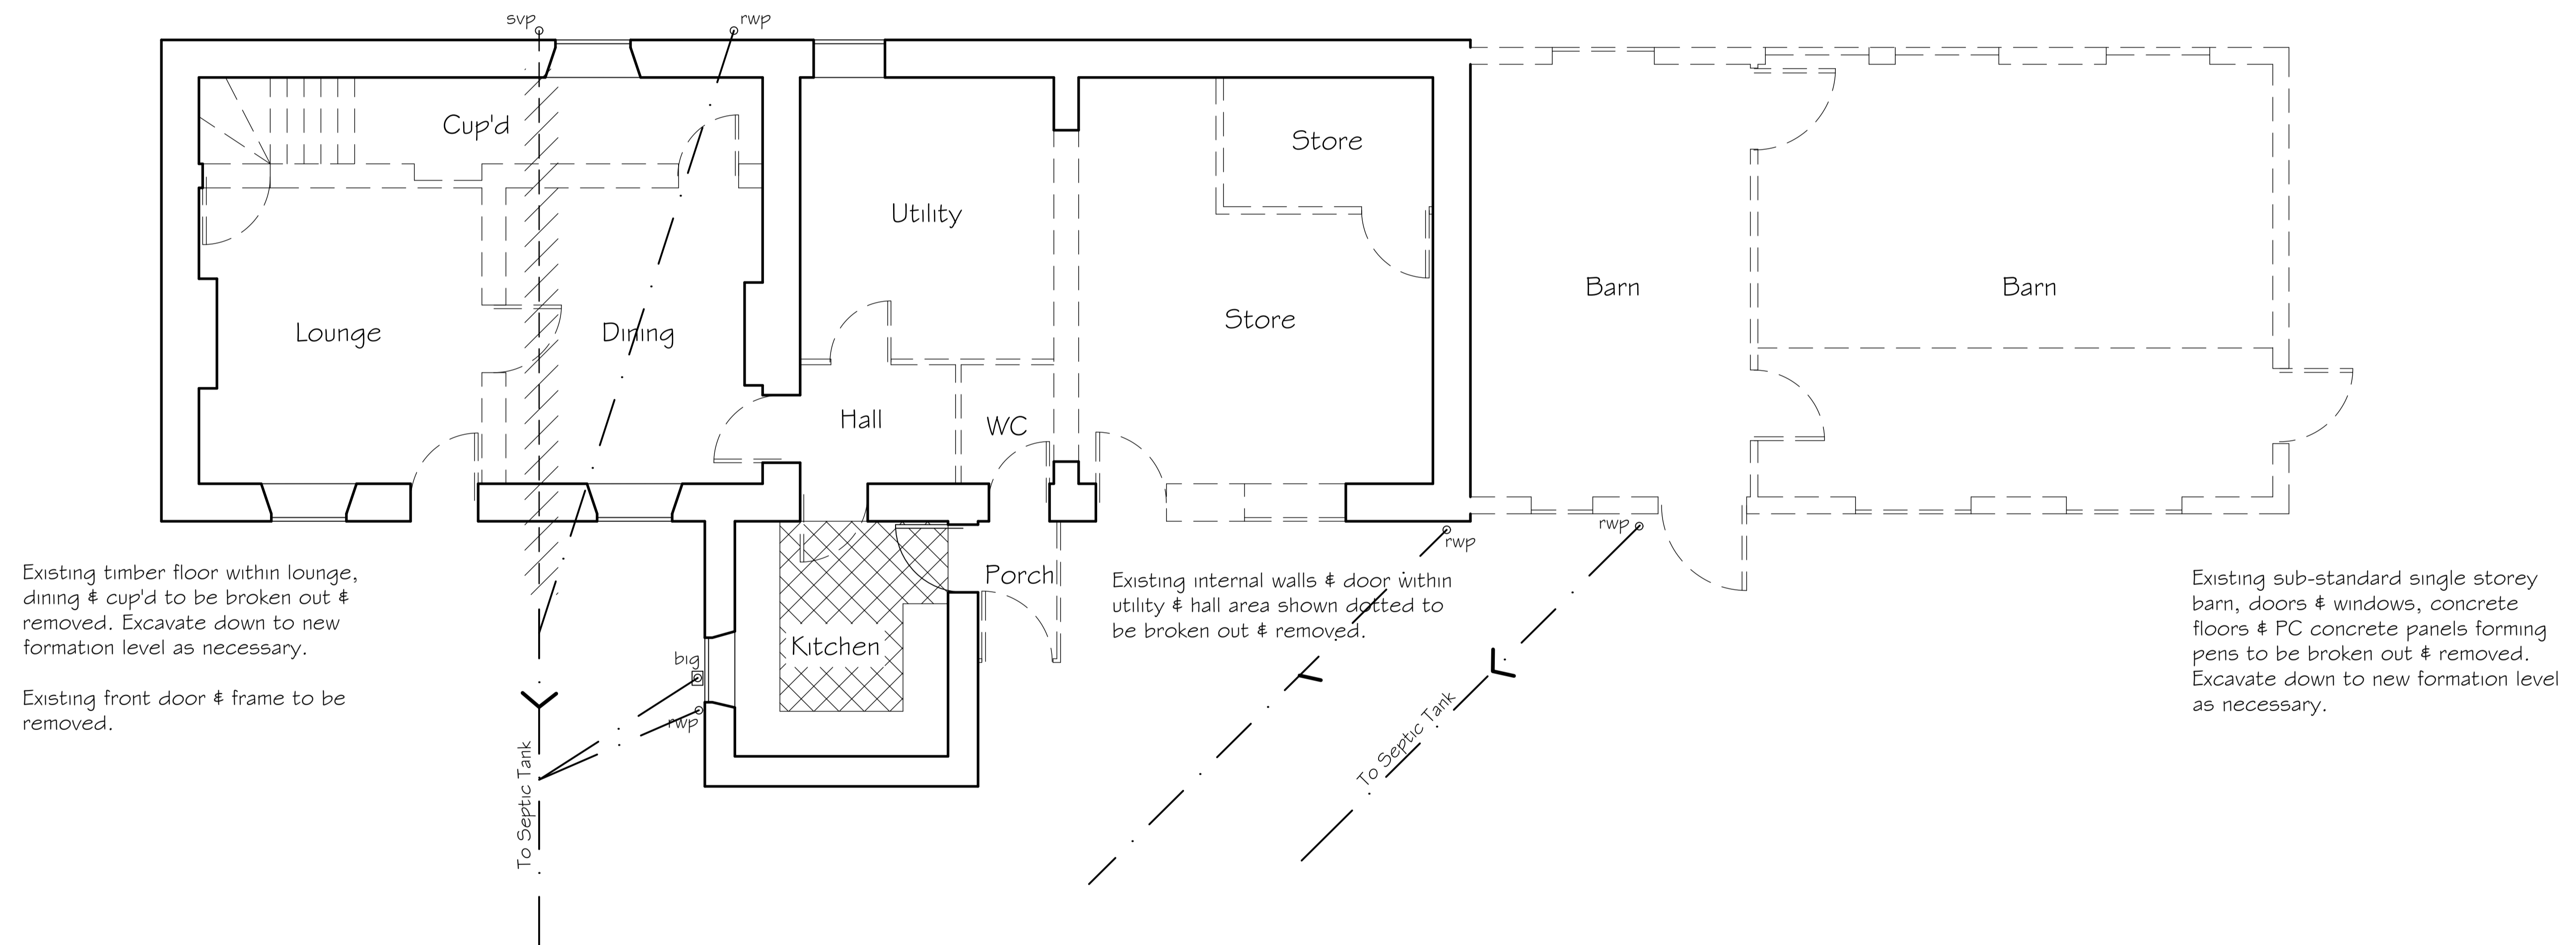 svp
rwp
Cup'd
Store
Utility
Barn
Barn
Store
Lounge
Dining
Hall
WC
rwp
rwp
Porch
Kitchen
big
rwp
Existing timber floor within lounge,
dining & cup'd to be broken out &
removed. Excavate down to new
formation level as necessary.
Existing front door & frame to be
removed.
Existing internal walls & door within
utility & hall area shown dotted to
be broken out & removed.
Existing sub-standard single storey
barn, doors & windows, concrete
floors & PC concrete panels forming
pens to be broken out & removed.
Excavate down to new formation level
as necessary.
To Septic Tank
To Septic Tank